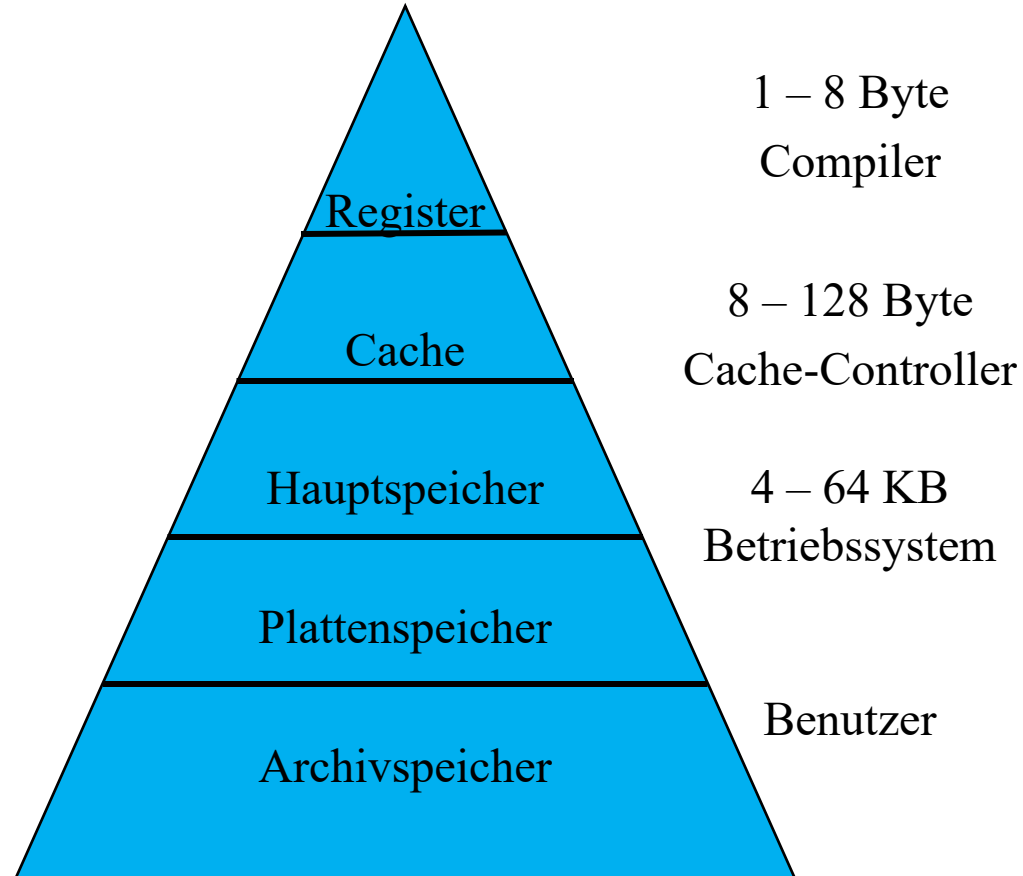 1 – 8 Byte
Compiler
Register
8 – 128 Byte
Cache
Cache-Controller
Hauptspeicher
4 – 64 KB
Betriebssystem
Plattenspeicher
Benutzer
Archivspeicher